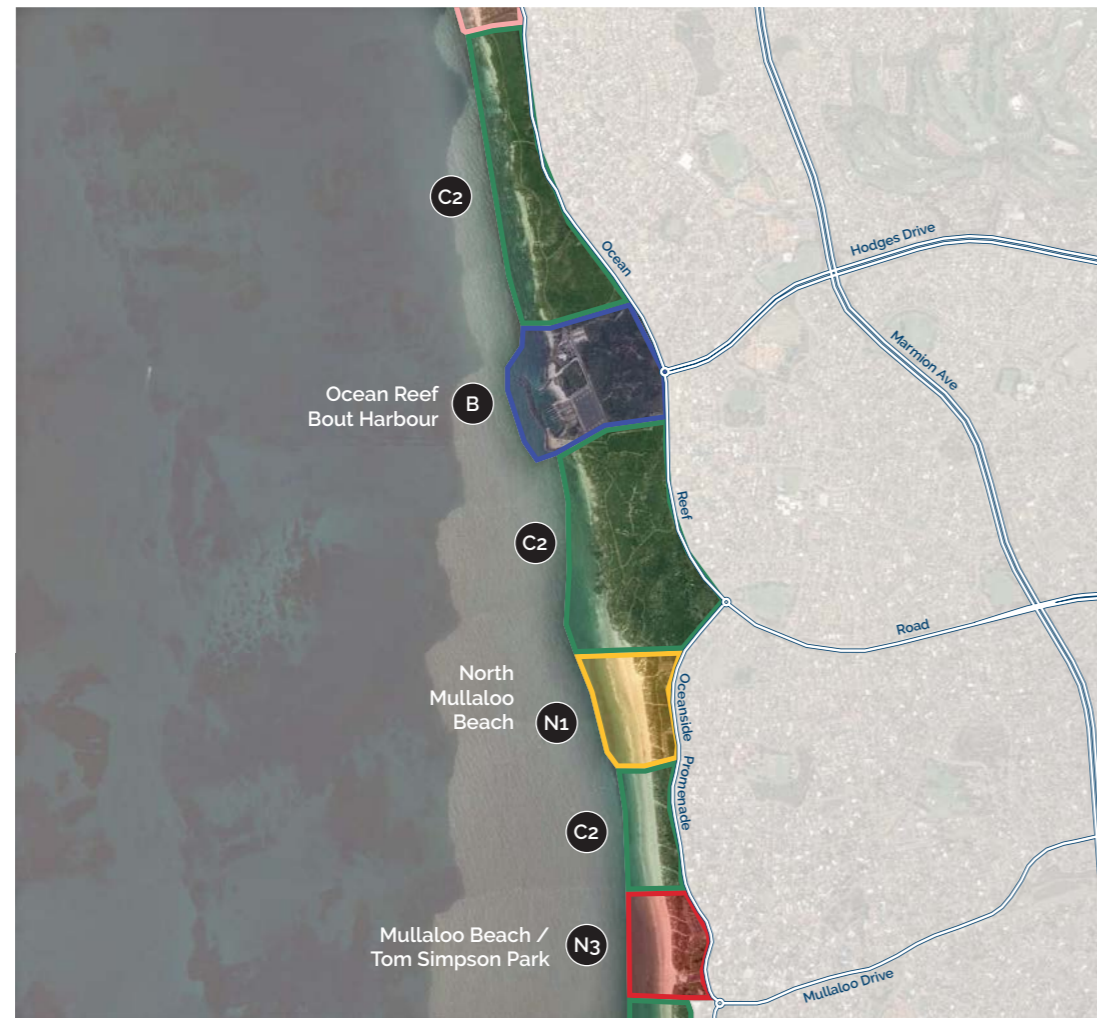 C2
Ocean
Hodges Drive
Marmion Ave
Ocean Reef
Bout Harbour
B
Reef
C2
Road
North
Mullaloo
Beach
N1
Oceanside Promenade
C2
Mullaloo Beach /
Tom Simpson Park
N3
Mullaloo Drive